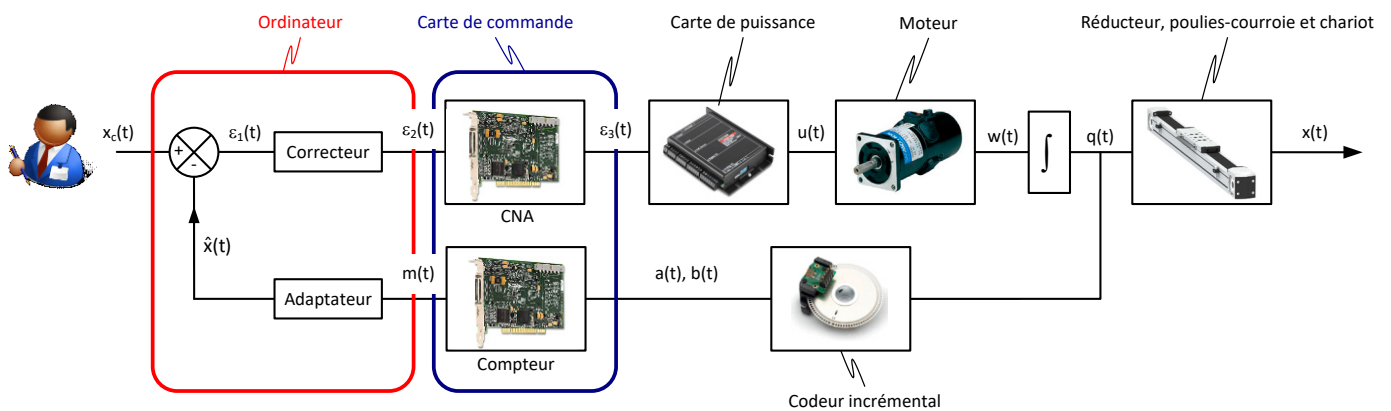 Ordinateur
Carte de commande
Carte de puissance
Moteur
Réducteur, poulies-courroie et chariot
x_c(t)
+
-
ε₁(t)
Correcteur
ε₂(t)
CNA
ε₃(t)
u(t)
w(t)
∫
q(t)
x(t)
x̂(t)
Adaptateur
m(t)
Compteur
a(t), b(t)
Codeur incrémental